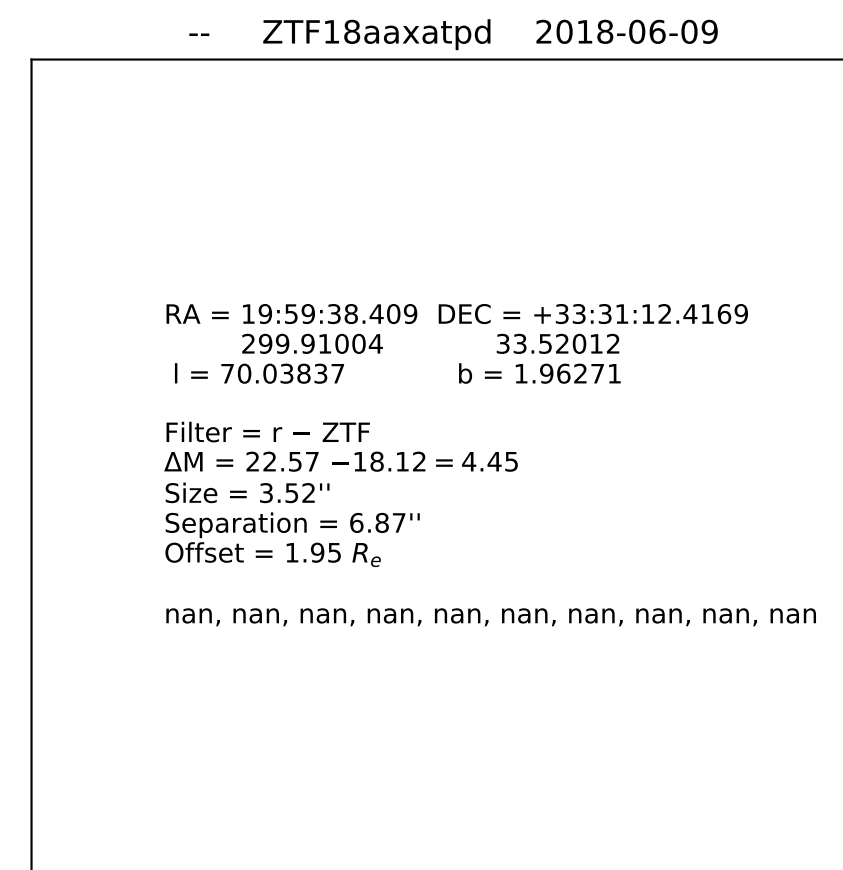 -- ZTF18aaxatpd 2018-06-09
RA = 19:59:38.409 DEC = +33:31:12.4169
299.91004 33.52012
l = 70.03837 b = 1.96271
Filter = r − ZTF
ΔM = 22.57 −18.12 = 4.45
Size = 3.52''
Separation = 6.87''
Offset = 1.95 Rₑ
nan, nan, nan, nan, nan, nan, nan, nan, nan, nan